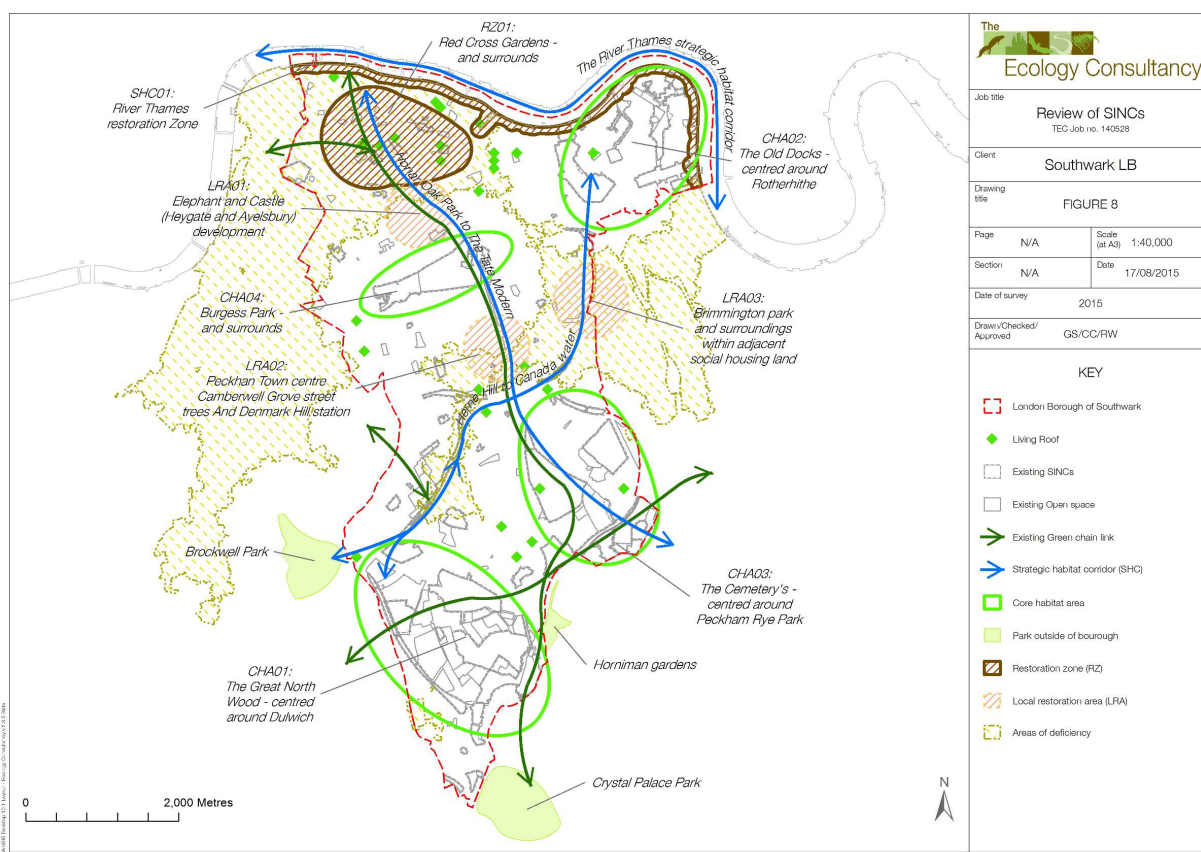 RZ01:
Red Cross Gardens -
and surrounds
The River Thames strategic habitat corridor
SHC01:
River Thames
restoration Zone
CHA02:
The Old Docks -
centred around
Rotherhithe
LRA01:
Elephant and Castle
(Heygate and Ayelsbury)
development
Honan Oak Park to The Tate Modern
CHA04:
Burgess Park -
and surrounds
LRA03:
Brimmington park
and surroundings
within adjacent
social housing land
LRA02:
Peckhan Town centre
Camberwell Grove street
trees And Denmark Hill station
Herne Hill to Canada water
Brockwell Park
CHA03:
The Cemetery's -
centred around
Peckham Rye Park
Horniman gardens
CHA01:
The Great North
Wood - centred
around Dulwich
Crystal Palace Park
0
2,000 Metres
N
The
Ecology Consultancy
Job title
Review of SINCs
TEC Job no. 140528
Client
Southwark LB
Drawing
title
FIGURE 8
Page
N/A
Scale
(at A3)
1:40,000
Section
N/A
Date
17/08/2015
Date of survey
2015
Drawn/Checked/
Approved
GS/CC/RW
KEY
London Borough of Southwark
Living Roof
Existing SINCs
Existing Open space
Existing Green chain link
Strategic habitat corridor (SHC)
Core habitat area
Park outside of bourough
Restoration zone (RZ)
Local restoration area (LRA)
Areas of deficiency